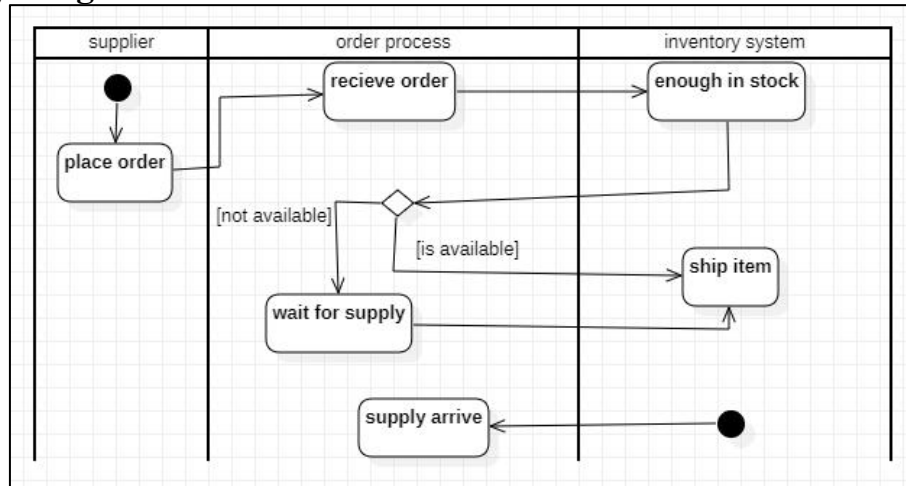 supplier
order process
inventory system
recieve order
enough in stock
place order
[not available]
[is available]
ship item
wait for supply
supply arrive